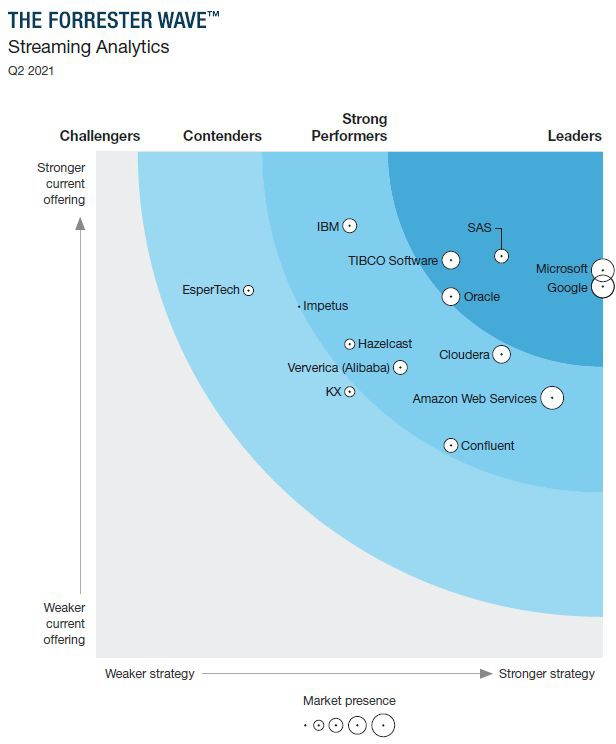 THE FORRESTER WAVE™
Streaming Analytics
Q2 2021
Challengers
Contenders
Strong
Performers
Leaders
Stronger
current
offering
IBM
SAS
TIBCO Software
Microsoft
Google
EsperTech
Oracle
Impetus
Hazelcast
Cloudera
Ververica (Alibaba)
KX
Amazon Web Services
Confluent
Weaker
current
offering
Weaker strategy
Stronger strategy
Market presence